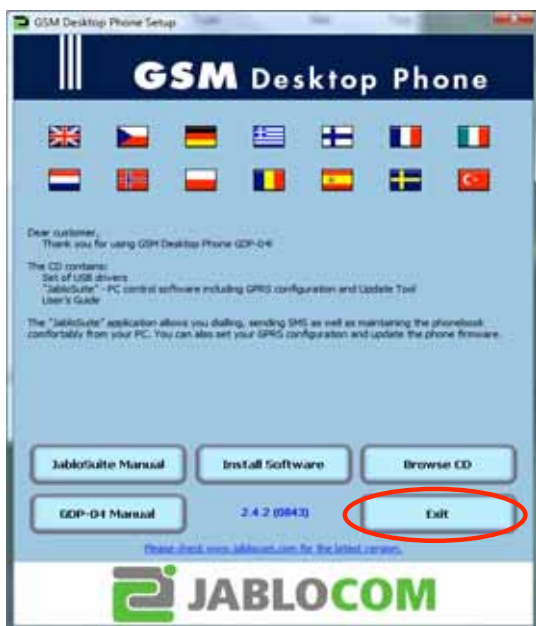 GSM Desktop Phone Setup
GSM Desktop Phone
Dear customer,
Thank you for using GSM Desktop Phone GDP-04!
The CD contains:
Set of USB drivers
"JabloSuite" - PC control software including GPRS configuration and Update Tool
User's Guide
The "JabloSuite" application allows you dialling, sending SMS as well as maintaining the phonebook
comfortably from your PC. You can also set your GPRS configuration and update the phone firmware.
JabloSuite Manual
Install Software
Browse CD
GDP-04 Manual
2.4.2 (0843)
Exit
Please check www.jablocom.com for the latest version.
JABLOCOM